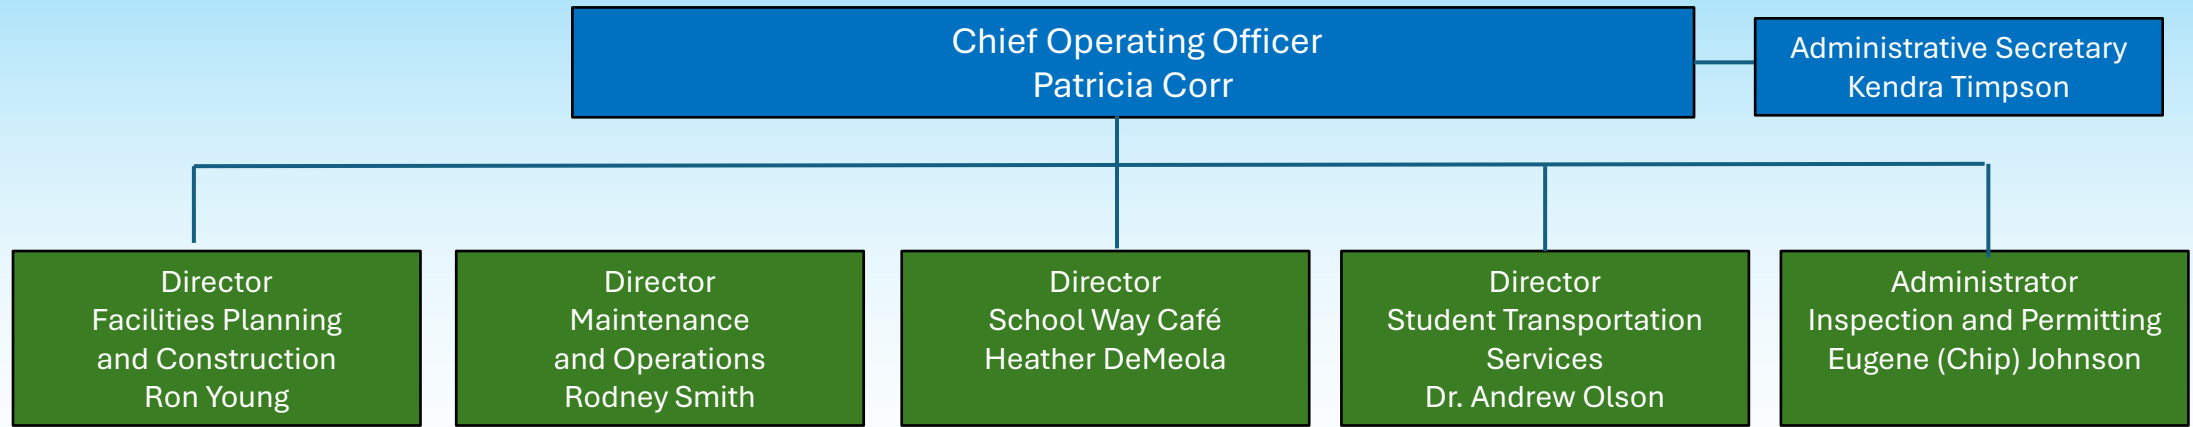 Chief Operating Officer
Patricia Corr
Administrative Secretary
Kendra Timpson
Director
Facilities Planning
and Construction
Ron Young
Director
Maintenance
and Operations
Rodney Smith
Director
School Way Café
Heather DeMeola
Director
Student Transportation
Services
Dr. Andrew Olson
Administrator
Inspection and Permitting
Eugene (Chip) Johnson